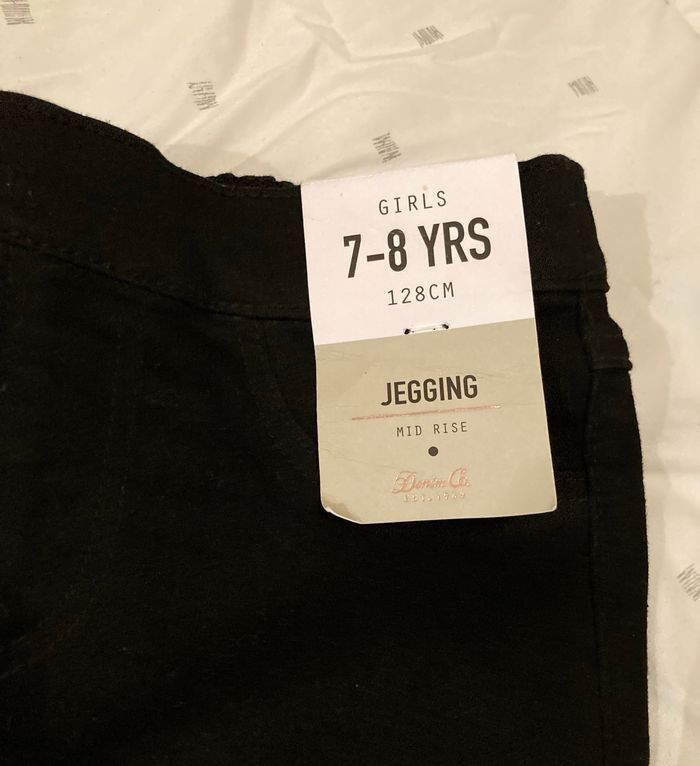 GIRLS
7-8 YRS
128CM
JEGGING
MID RISE
Denim Co.